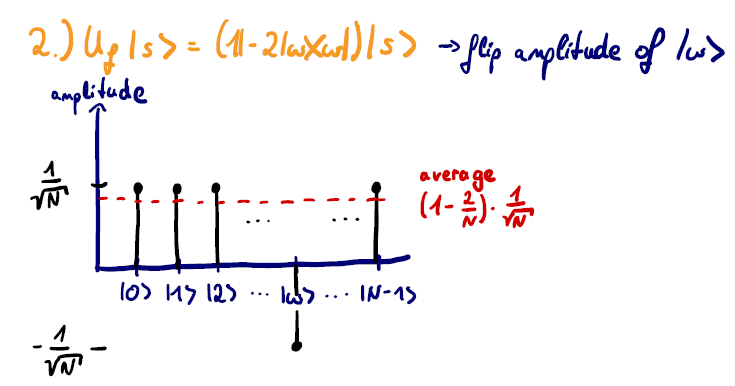 2.) U_f |s> = (𝟙 - 2|ω><ω|)|s> → flip amplitude of |ω>
amplitude
1/√N
average
(1 - 2/N) · 1/√N
... ...
|0> |1> |2> ... |ω> ... |N-1>
- 1/√N